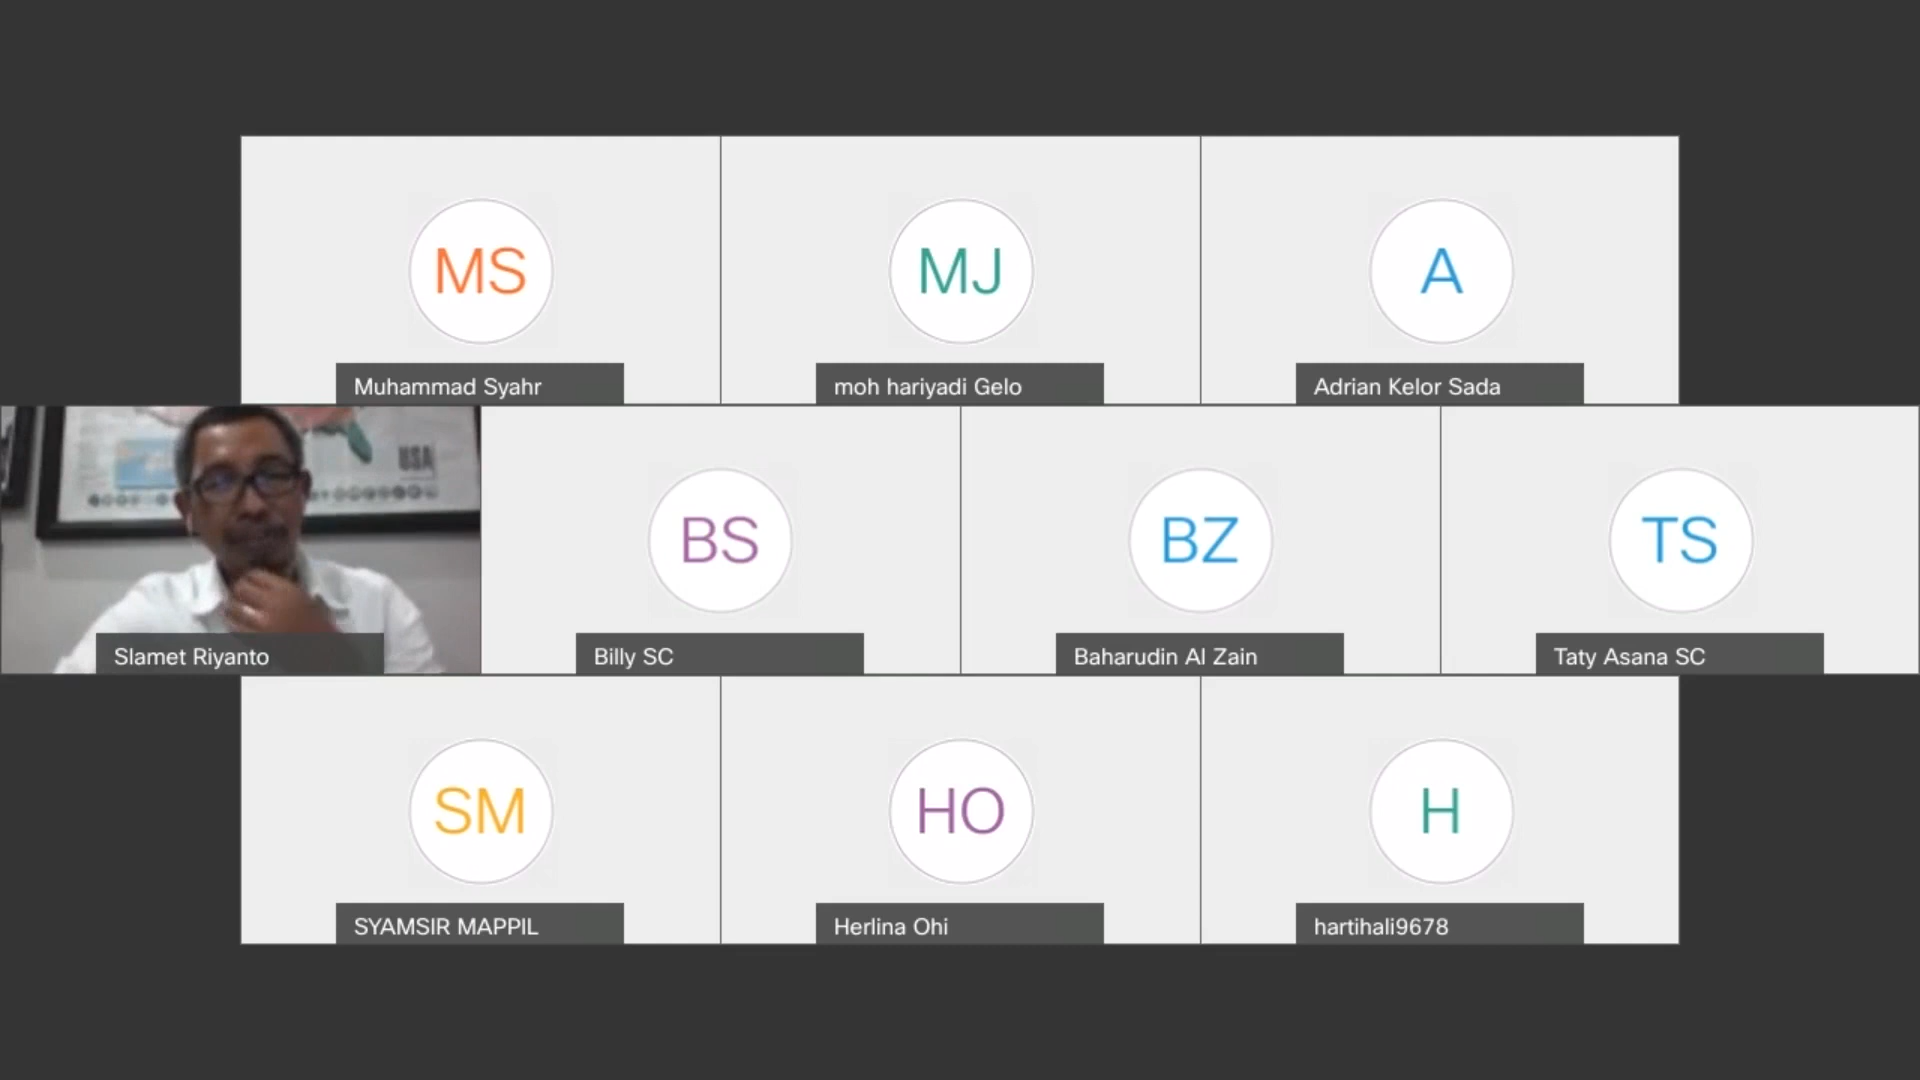 MS
Muhammad Syahr
MJ
moh hariyadi Gelo
A
Adrian Kelor Sada
USA
Slamet Riyanto
BS
Billy SC
BZ
Baharudin Al Zain
TS
Taty Asana SC
SM
SYAMSIR MAPPIL
HO
Herlina Ohi
H
hartihali9678